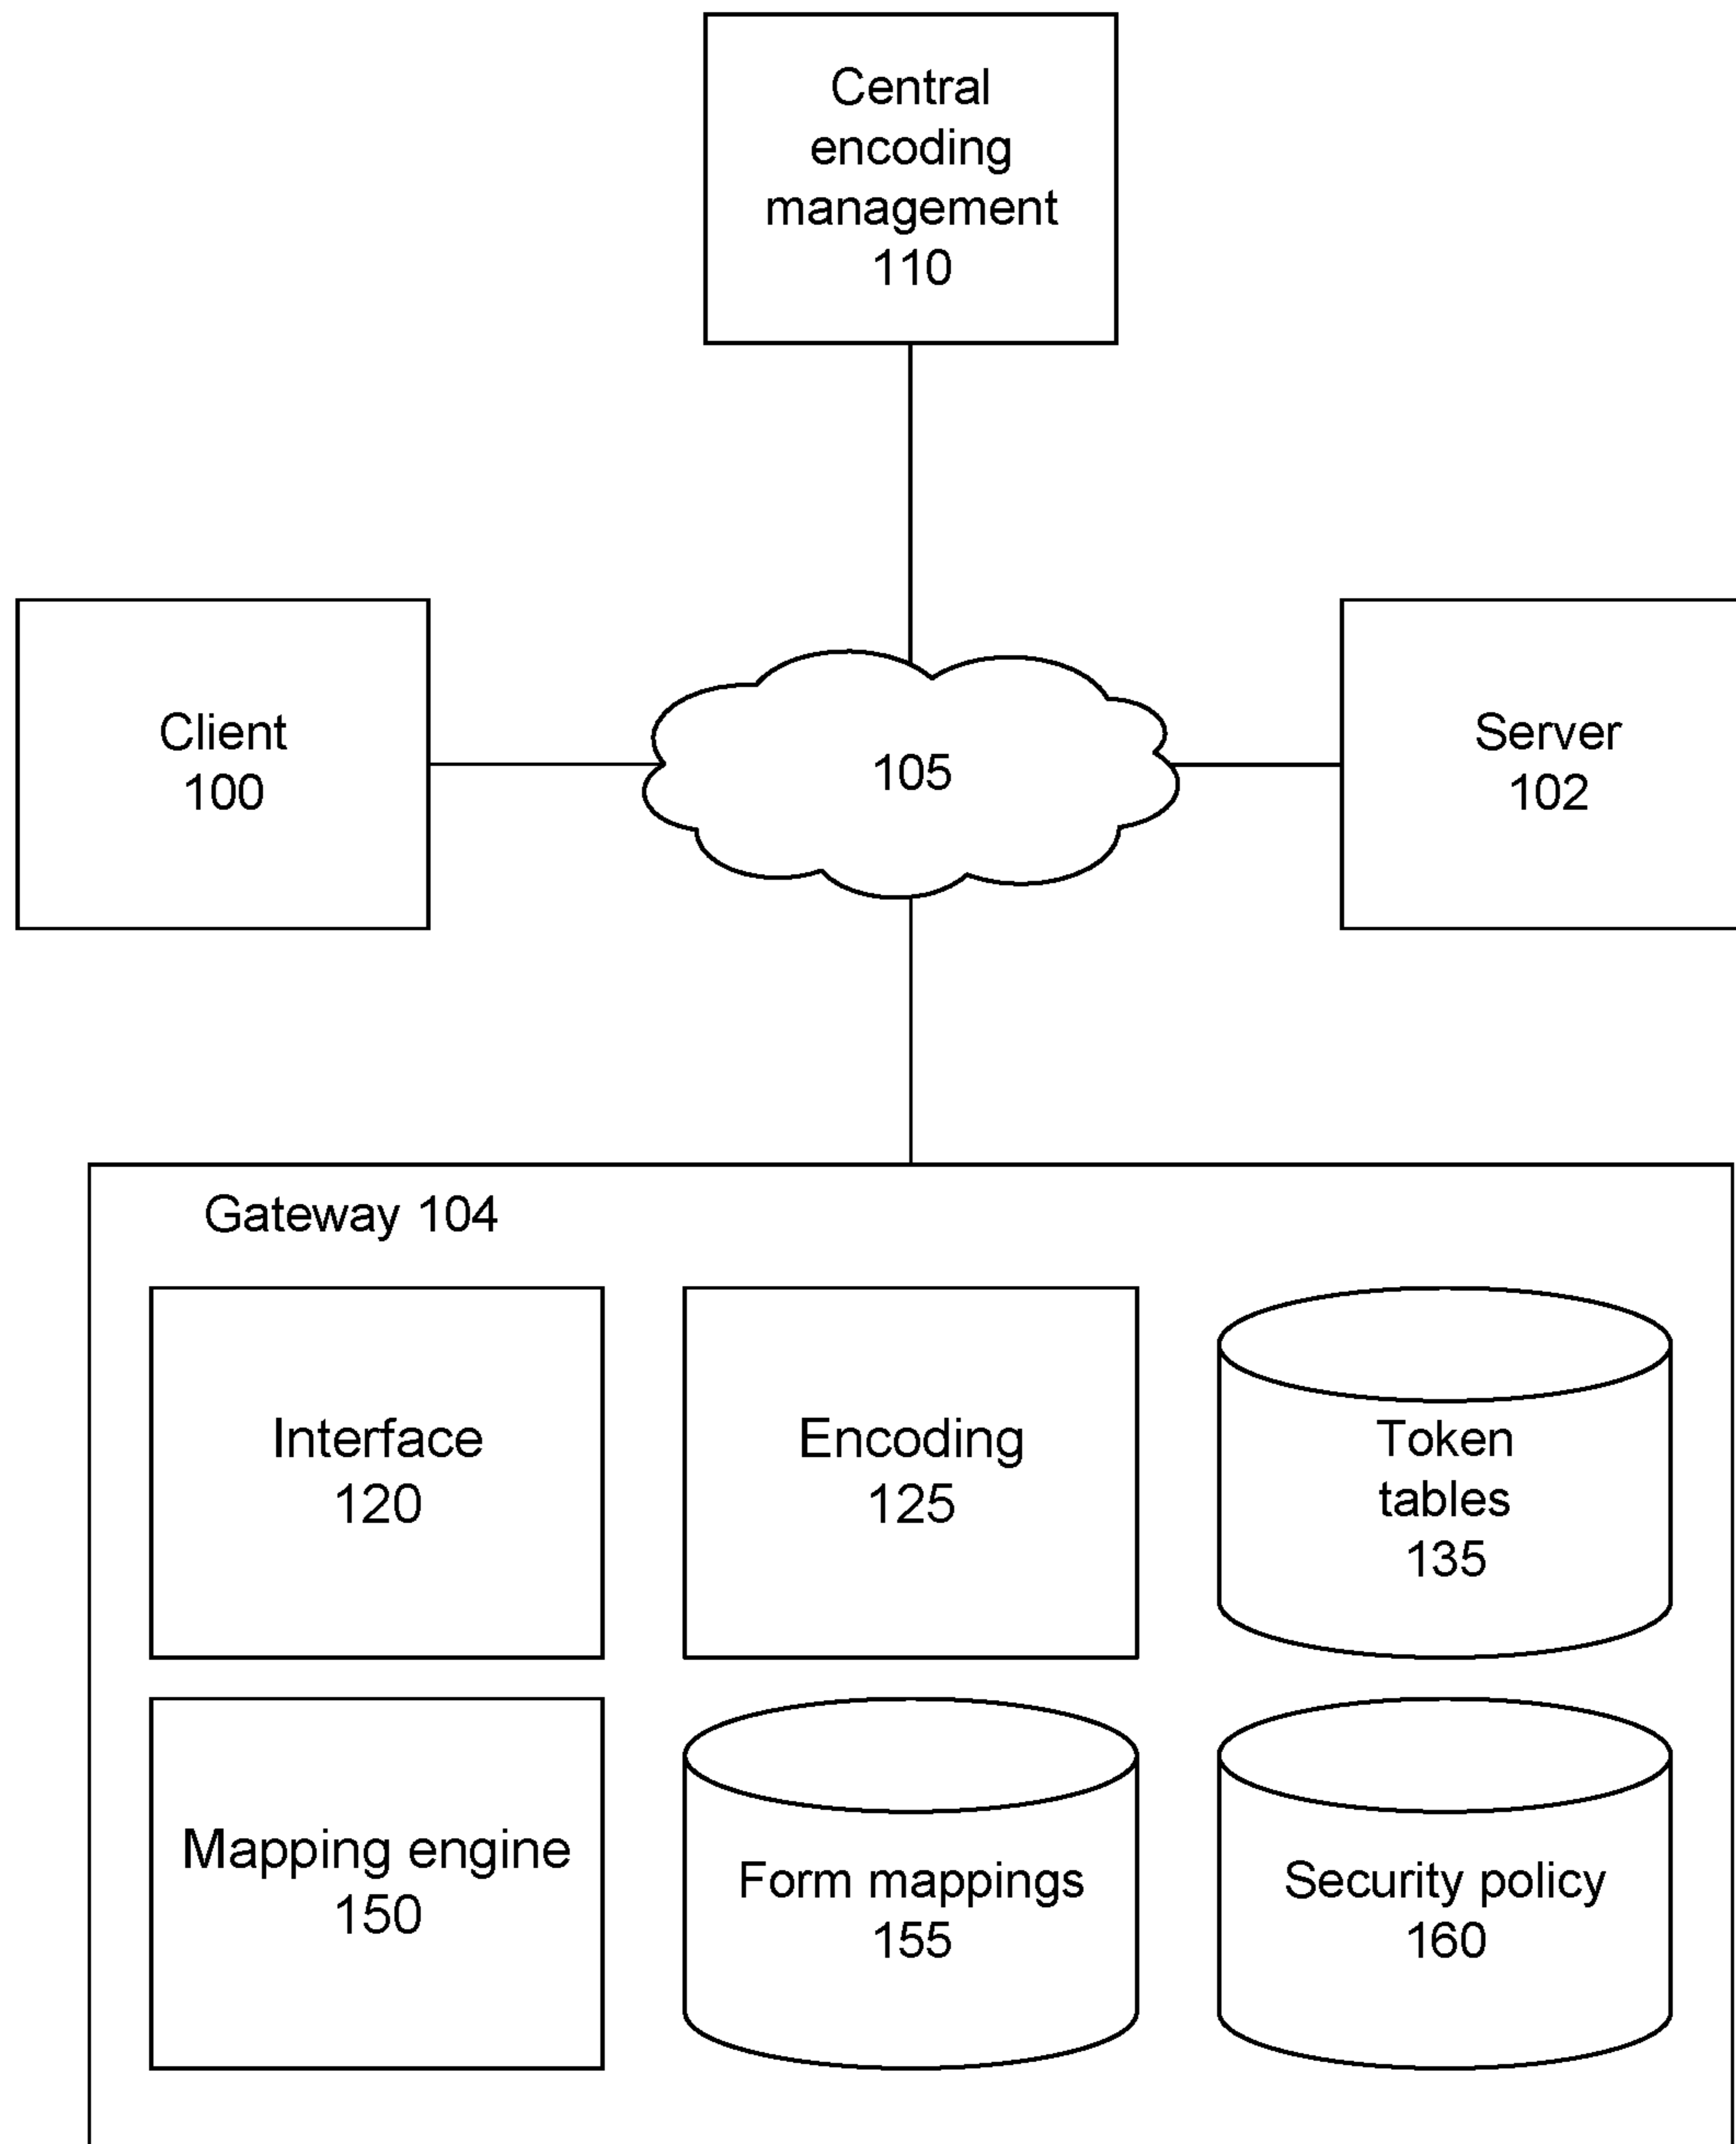 Central
encoding
management
110
Client
100
105
Server
102
Gateway 104
Interface
120
Encoding
125
Token
tables
135
Mapping engine
150
Form mappings
155
Security policy
160